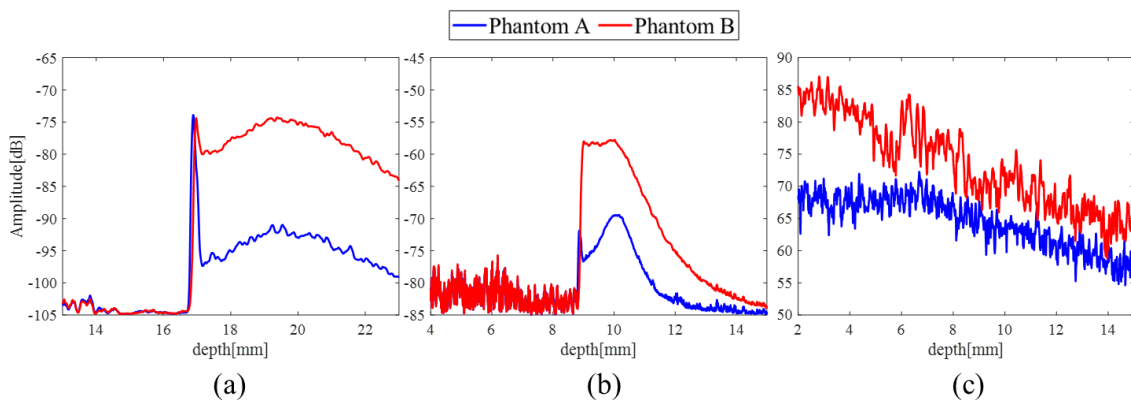 Phantom A Phantom B
-65
-70
-75
-80
-85
-90
-95
-100
-105
14 16 18 20 22
Amplitude[dB]
depth[mm]
(a)
-45
-50
-55
-60
-65
-70
-75
-80
-85
4 6 8 10 12 14
depth[mm]
(b)
90
85
80
75
70
65
60
55
50
2 4 6 8 10 12 14
depth[mm]
(c)